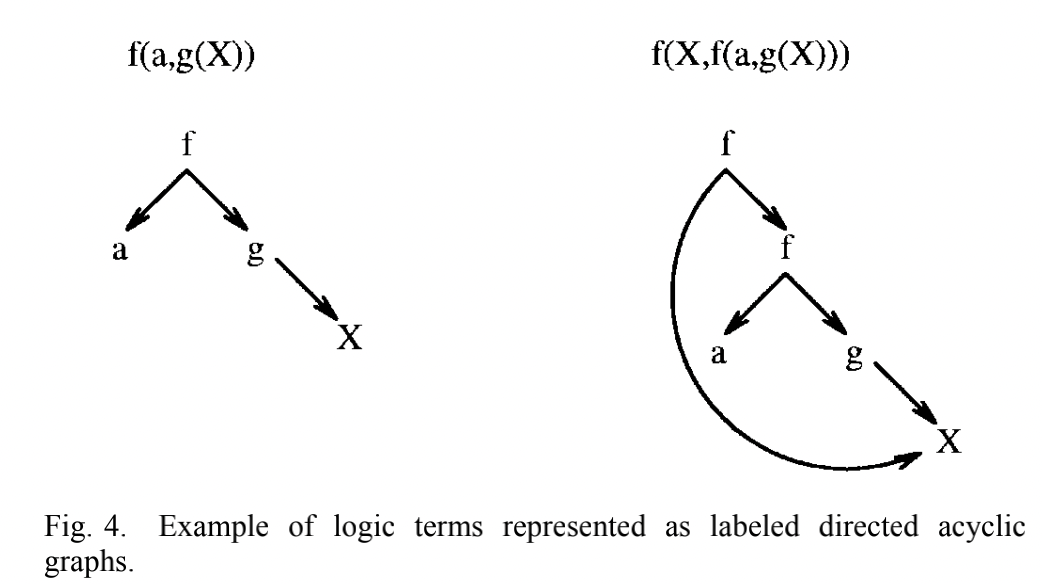 f(a,g(X))
f(X,f(a,g(X)))
f
a
g
X
f
f
a
g
X
Fig. 4. Example of logic terms represented as labeled directed acyclic
graphs.